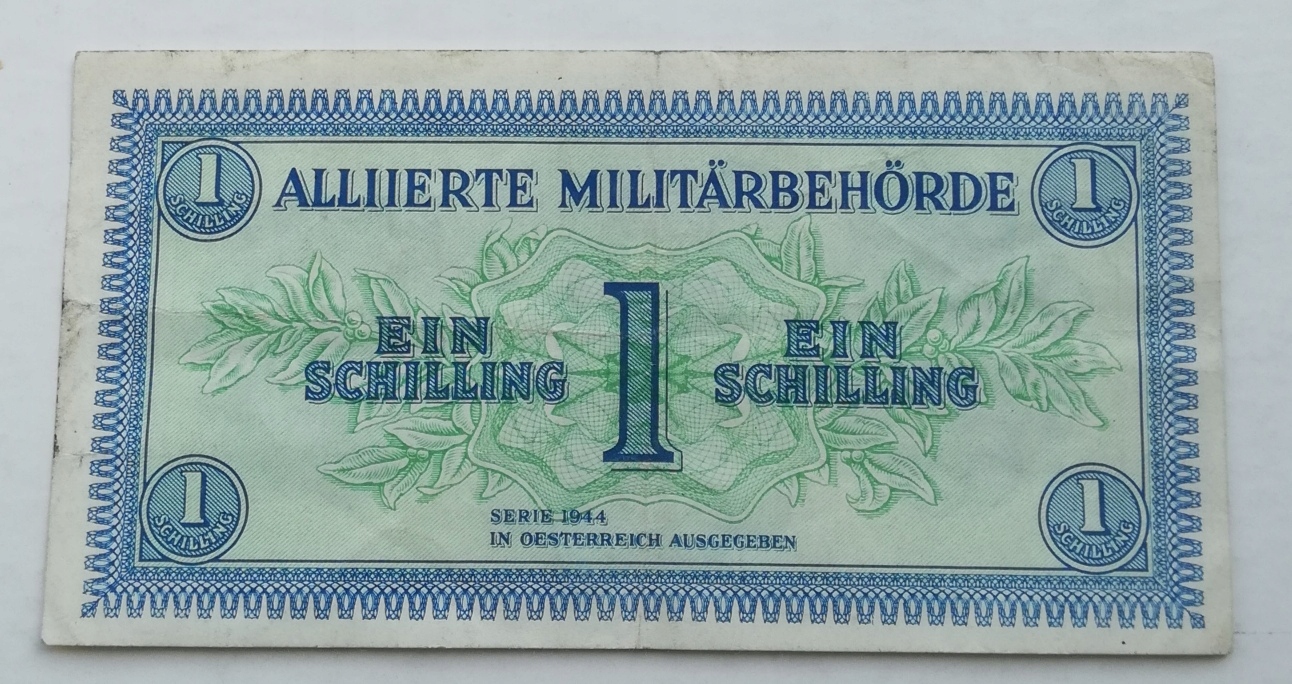 1 SCHILLING
ALLIIERTE MILITÄRBEHÖRDE
1 SCHILLING
EIN
SCHILLING
1
EIN
SCHILLING
1 SCHILLING
SERIE 1944
IN OESTERREICH AUSGEGEBEN
1 SCHILLING